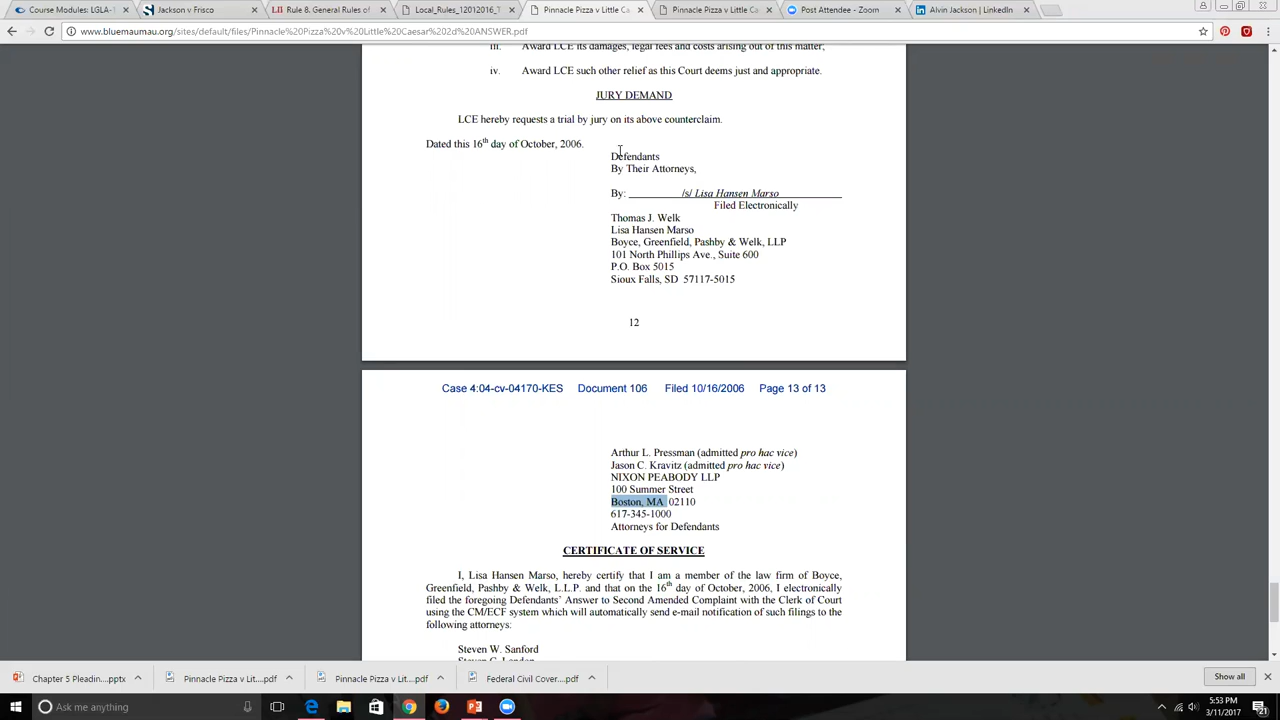 Course Modules: LGLA-1
Jackson v Frisco
Rule 8. General Rules of
Local_Rules_12012016_T
Pinnacle Pizza v Little Ca
Pinnacle Pizza v Little Ca
Post Attendee - Zoom
Alvin Jackson | LinkedIn
www.bluemaumau.org/sites/default/files/Pinnacle%20Pizza%20v%20Little%20Caesar%202d%20ANSWER.pdf
iii. Award LCE its damages, legal fees and costs arising out of this matter;
iv. Award LCE such other relief as this Court deems just and appropriate.
JURY DEMAND
LCE hereby requests a trial by jury on its above counterclaim.
Dated this 16th day of October, 2006.
Defendants
By Their Attorneys,
By: /s/ Lisa Hansen Marso
Filed Electronically
Thomas J. Welk
Lisa Hansen Marso
Boyce, Greenfield, Pashby & Welk, LLP
101 North Phillips Ave., Suite 600
P.O. Box 5015
Sioux Falls, SD 57117-5015
12
Case 4:04-cv-04170-KES Document 106 Filed 10/16/2006 Page 13 of 13
Arthur L. Pressman (admitted pro hac vice)
Jason C. Kravitz (admitted pro hac vice)
NIXON PEABODY LLP
100 Summer Street
Boston, MA 02110
617-345-1000
Attorneys for Defendants
CERTIFICATE OF SERVICE
I, Lisa Hansen Marso, hereby certify that I am a member of the law firm of Boyce,
Greenfield, Pashby & Welk, L.L.P. and that on the 16th day of October, 2006, I electronically
filed the foregoing Defendants' Answer to Second Amended Complaint with the Clerk of Court
using the CM/ECF system which will automatically send e-mail notification of such filings to the
following attorneys:
Steven W. Sanford
Chapter 5 Pleadin....pptx
Pinnacle Pizza v Lit....pdf
Pinnacle Pizza v Lit....pdf
Federal Civil Cover....pdf
Show all
Ask me anything
5:53 PM
3/11/2017